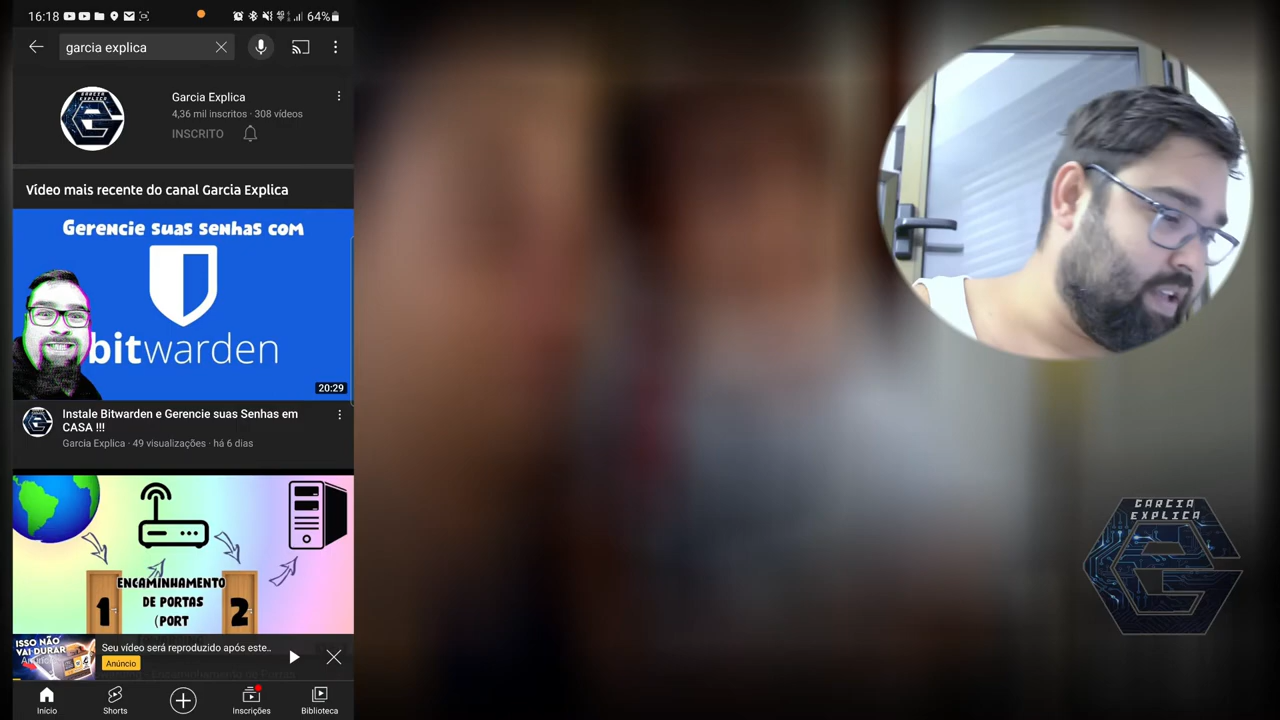 16:18
64%
garcia explica
GARCIA
EXPLICA
Garcia Explica
4,36 mil inscritos · 308 vídeos
INSCRITO
Vídeo mais recente do canal Garcia Explica
Gerencie suas senhas com
bitwarden
20:29
Instale Bitwarden e Gerencie suas Senhas em
CASA !!!
Garcia Explica · 49 visualizações · há 6 dias
ENCAMINHAMENTO
DE PORTAS
(PORT
1
2
ISSO NÃO
VAI DURAR
Seu vídeo será reproduzido após este..
Anúncio
Início
Shorts
Inscrições
Biblioteca
GARCIA
EXPLICA